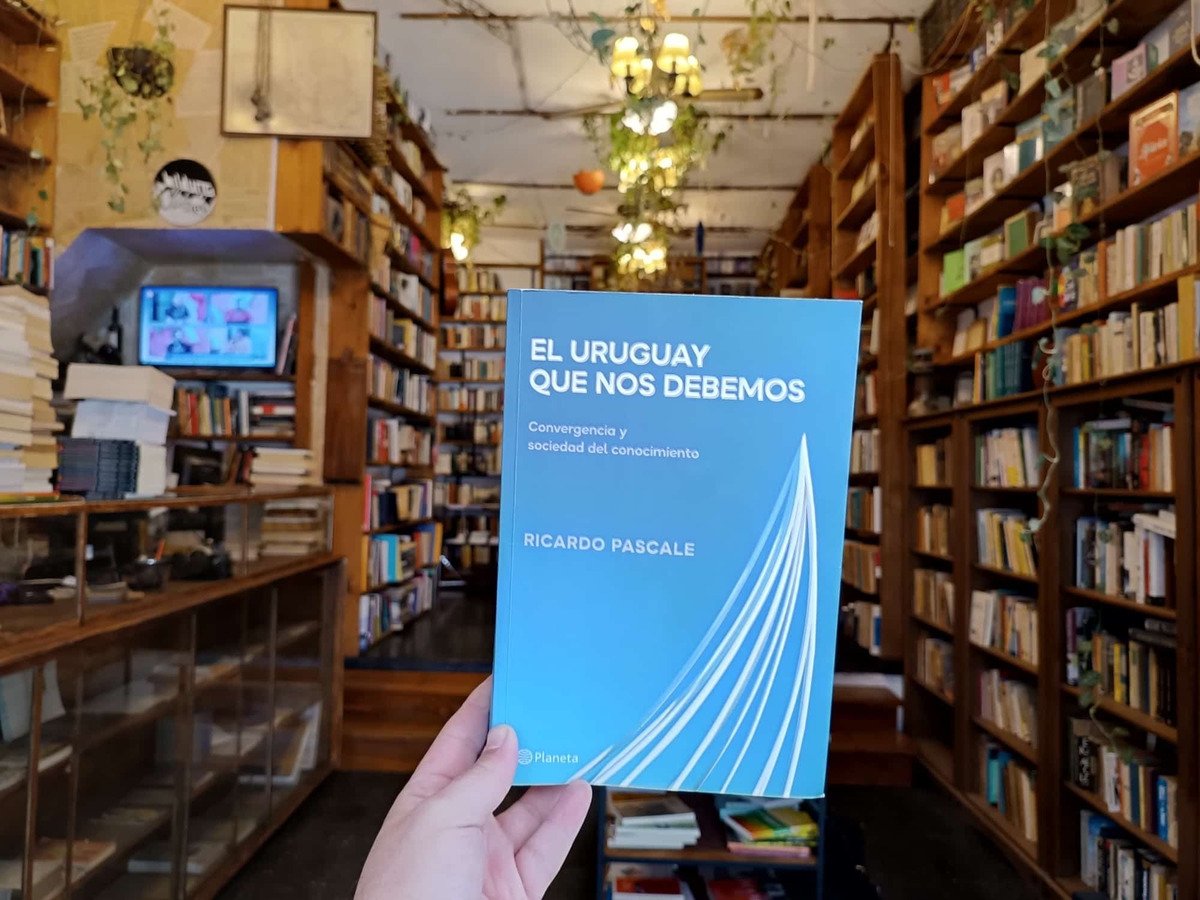 EL URUGUAY
QUE NOS DEBEMOS
Convergencia y
sociedad del conocimiento
RICARDO PASCALE
Planeta